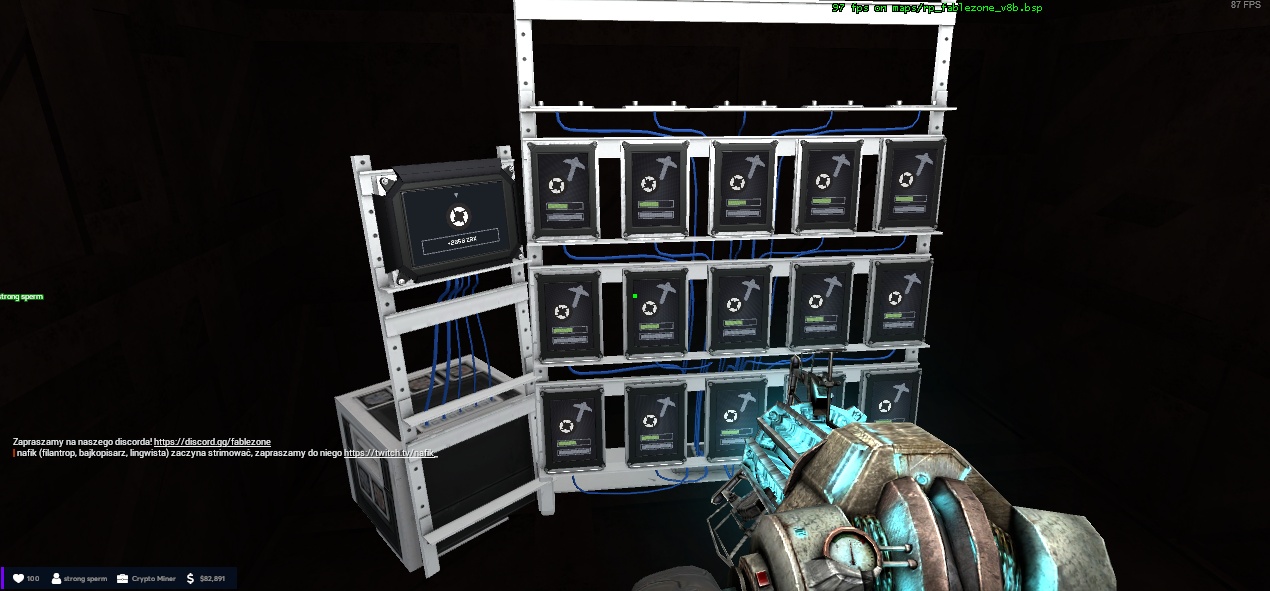 97 fps on maps/rp_fablezone_v8b.bsp
87 FPS
strong sperm
Zapraszamy na naszego discorda! https://discord.gg/fablezone
nafik (filantrop, bajkopisarz, lingwista) zaczyna strimować, zapraszamy do niego https://twitch.tv/nafik_
100 strong sperm Crypto Miner $ $82,891